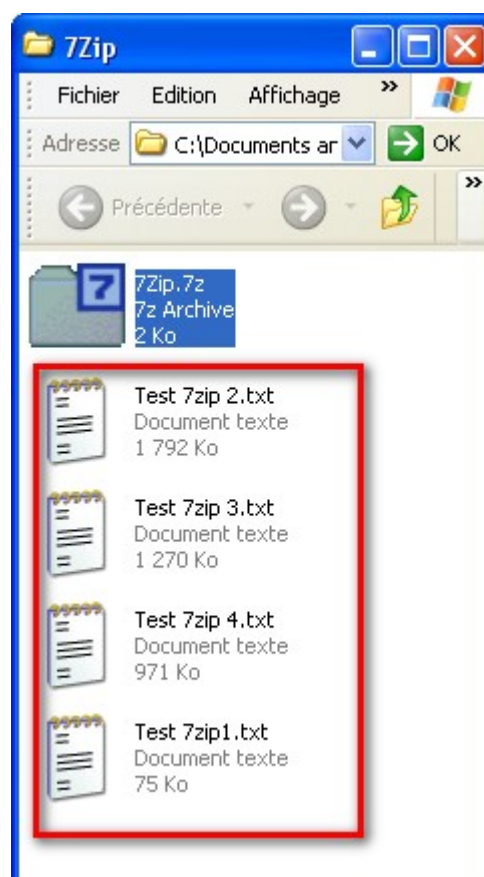 7Zip
Fichier Edition Affichage »
Adresse C:\Documents ar OK
Précédente »
7
7Zip.7z
7z Archive
2 Ko
Test 7zip 2.txt
Document texte
1 792 Ko
Test 7zip 3.txt
Document texte
1 270 Ko
Test 7zip 4.txt
Document texte
971 Ko
Test 7zip1.txt
Document texte
75 Ko